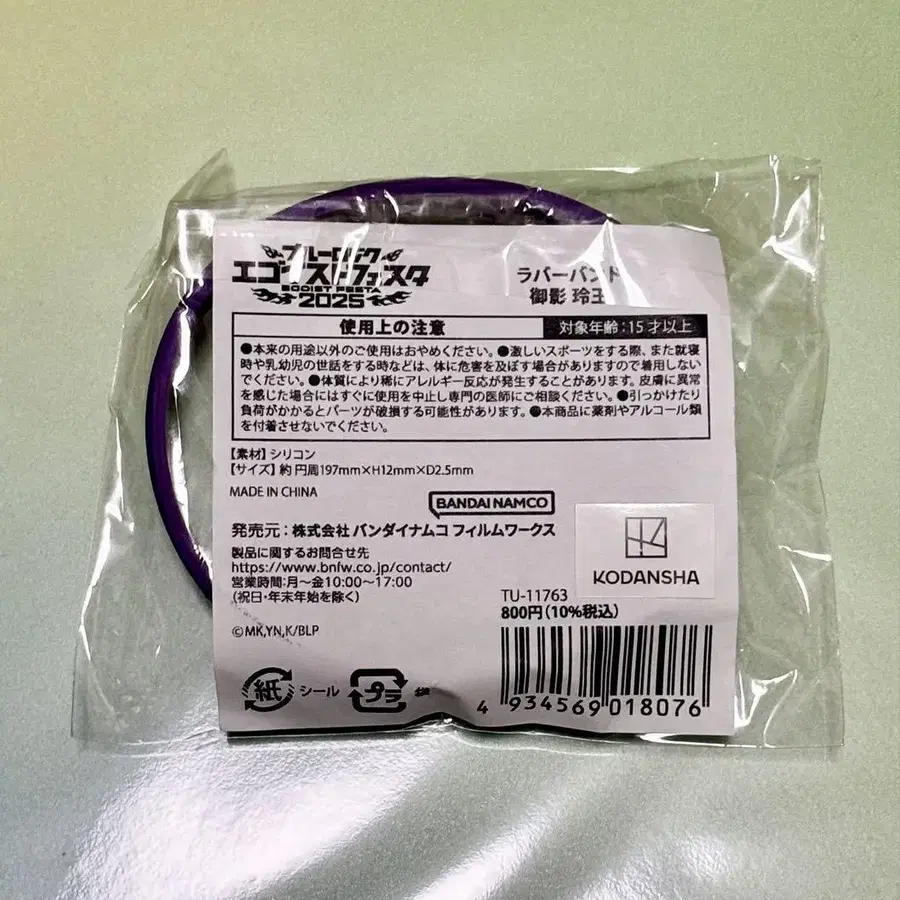 ブルーロック
エゴイストフェスタ
EGOIST FESTA
2025
ラバーバンド
御影 玲王
使用上の注意
対象年齢:15才以上
●本来の用途以外のご使用はおやめください。●激しいスポーツをする際、また就寝
時や乳幼児の世話をする時などは、体に危害を及ぼす場合がありますので着用しない
でください。●体質により稀にアレルギー反応が発生することがあります。皮膚に異常
を感じた場合にはすぐに使用を中止し専門の医師にご相談ください。●引っかけたり
負荷がかかるとパーツが破損する可能性があります。●本商品に薬剤やアルコール類
を付着させないでください。
【素材】シリコン
【サイズ】約 円周197mm×H12mm×D2.5mm
MADE IN CHINA
BANDAI NAMCO
発売元:株式会社 バンダイナムコ フィルムワークス
製品に関するお問合せ先
https://www.bnfw.co.jp/contact/
営業時間:月〜金10:00〜17:00
(祝日・年末年始を除く)
©MK,YN,K/BLP
KODANSHA
TU-11763
800円(10%税込)
紙 シール
プラ 袋
4 934569 018076